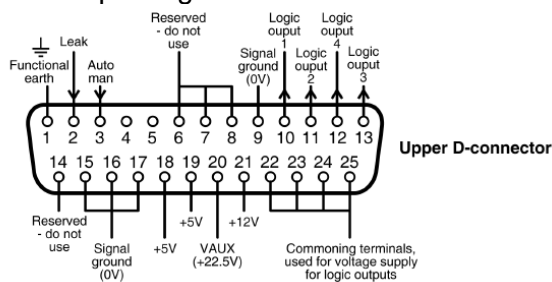 Reserved
- do not
use
Logic
ouput
1
Logic
ouput
4
Leak
Functional
earth
Auto
man
Signal
ground
(0V)
Logic
ouput
2
Logic
ouput
3
1 2 3 4 5 6 7 8 9 10 11 12 13
14 15 16 17 18 19 20 21 22 23 24 25
Upper D-connector
Reserved
- do not
use
Signal
ground
(0V)
+5V
+5V
VAUX
(+22.5V)
+12V
Commoning terminals,
used for voltage supply
for logic outputs